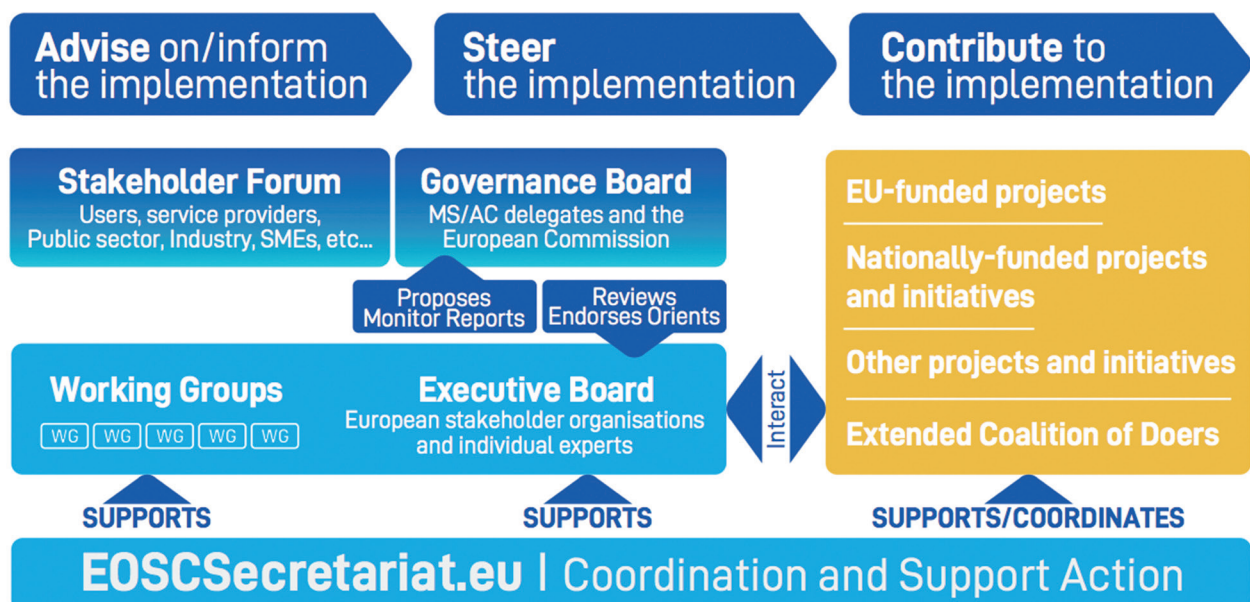 Advise on/inform
the implementation
Steer
the implementation
Contribute to
the implementation
Stakeholder Forum
Users, service providers,
Public sector, Industry, SMEs, etc...
Governance Board
MS/AC delegates and the
European Commission
Proposes
Monitor Reports
Reviews
Endorses Orients
Working Groups
WG WG WG WG WG
Executive Board
European stakeholder organisations
and individual experts
Interact
EU-funded projects
Nationally-funded projects
and initiatives
Other projects and initiatives
Extended Coalition of Doers
SUPPORTS
SUPPORTS
SUPPORTS/COORDINATES
EOSCSecretariat.eu | Coordination and Support Action